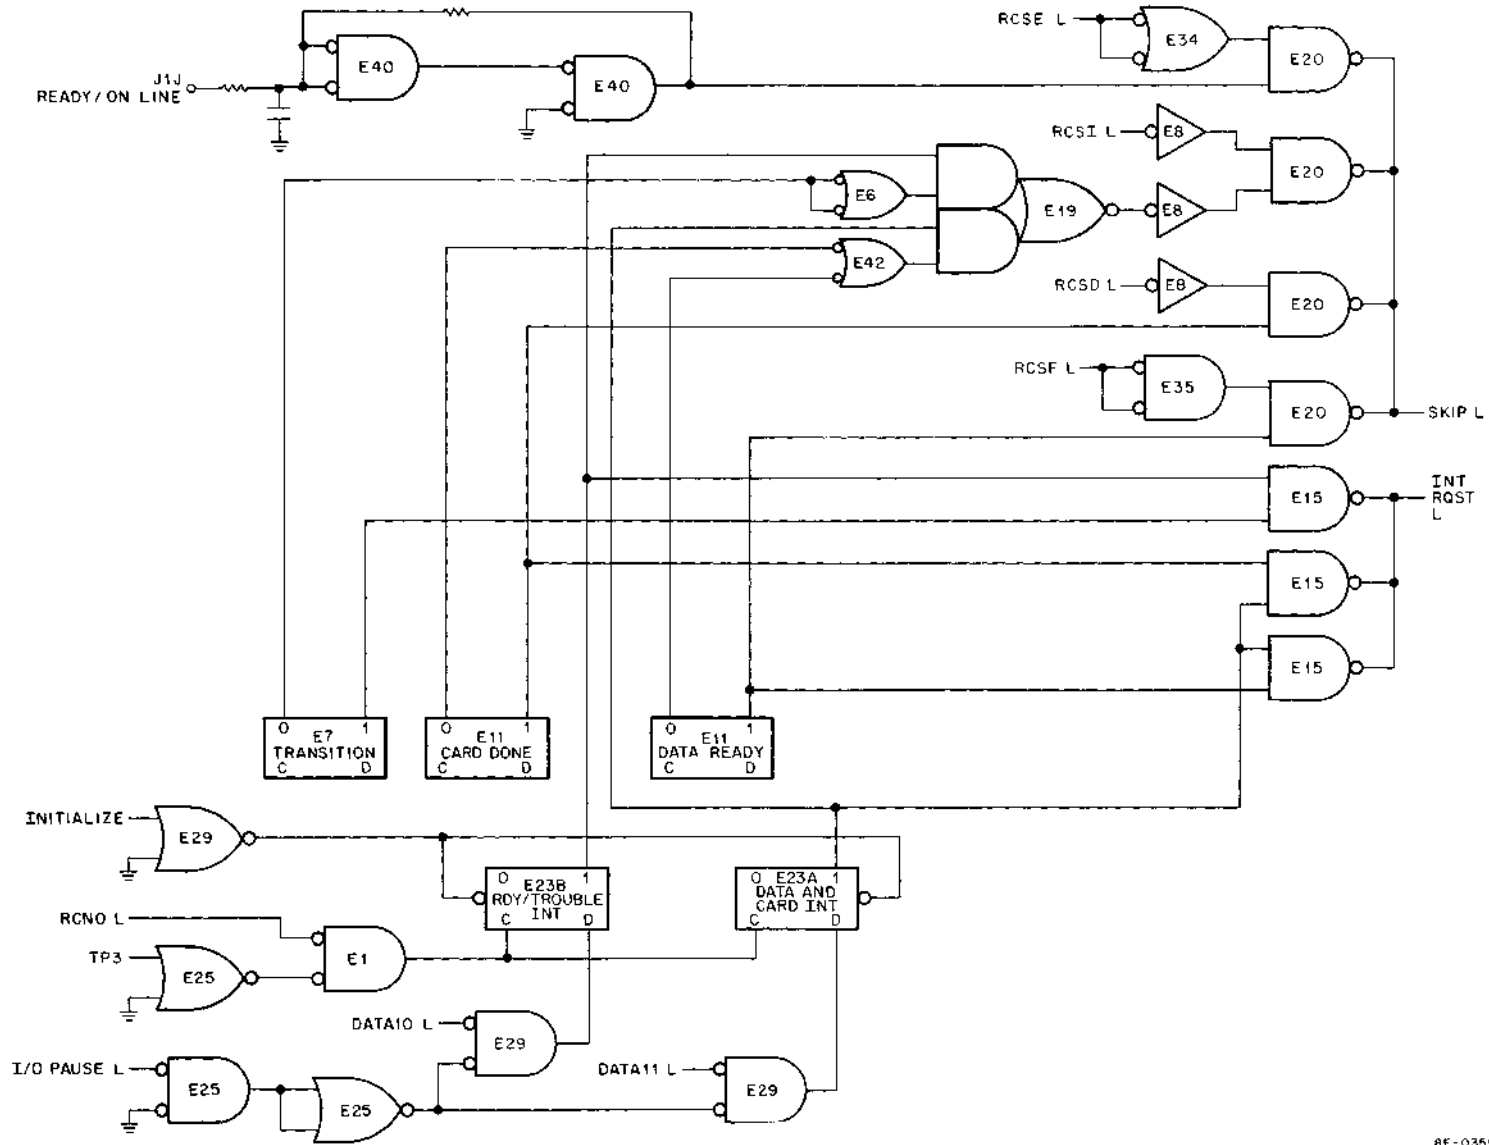 RCSE L
E34
E20
E40
E40
J1J
READY/ON LINE
RCSI L
E8
E20
E6
E19
E8
E42
RCSD L
E8
E20
RCSF L
E35
E20
SKIP L
E15
INT
RQST
L
E15
E15
0 1
E7
TRANSITION
C D
0 1
E11
CARD DONE
C D
0 1
E11
DATA READY
C D
INITIALIZE
E29
0 1
E23B
RDY/TROUBLE
INT
C D
0 E23A 1
DATA AND
CARD INT
C D
RCNO L
E1
TP3
E25
DATA10 L
E29
I/O PAUSE L
E25
E25
DATA11 L
E29